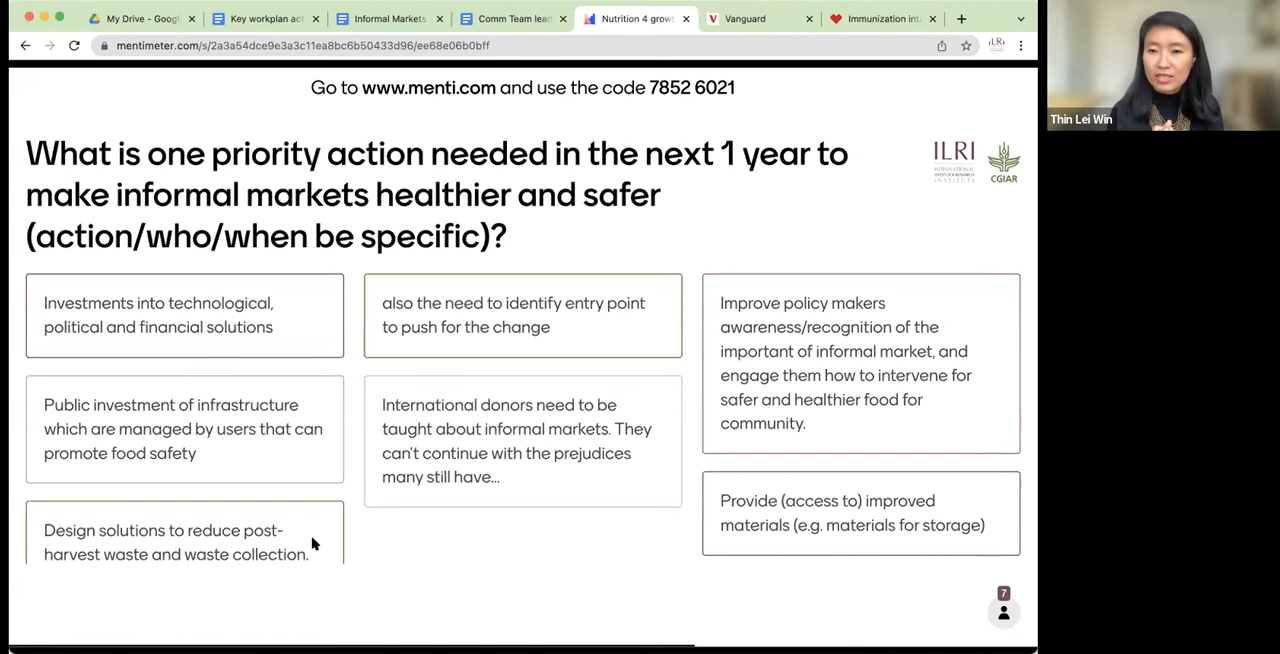 My Drive - Googl
Key workplan act
Informal Markets
Comm Team lead
Nutrition 4 growt
Vanguard
Immunization int
mentimeter.com/s/2a3a54dce9e3a3c11ea8bc6b50433d96/ee68e06b0bff
ILRI
Go to www.menti.com and use the code 7852 6021
What is one priority action needed in the next 1 year to
make informal markets healthier and safer
(action/who/when be specific)?
ILRI
INTERNATIONAL
LIVESTOCK RESEARCH
INSTITUTE
CGIAR
Investments into technological,
political and financial solutions
Public investment of infrastructure
which are managed by users that can
promote food safety
Design solutions to reduce post-
harvest waste and waste collection.
also the need to identify entry point
to push for the change
International donors need to be
taught about informal markets. They
can't continue with the prejudices
many still have...
Improve policy makers
awareness/recognition of the
important of informal market, and
engage them how to intervene for
safer and healthier food for
community.
Provide (access to) improved
materials (e.g. materials for storage)
7
Thin Lei Win